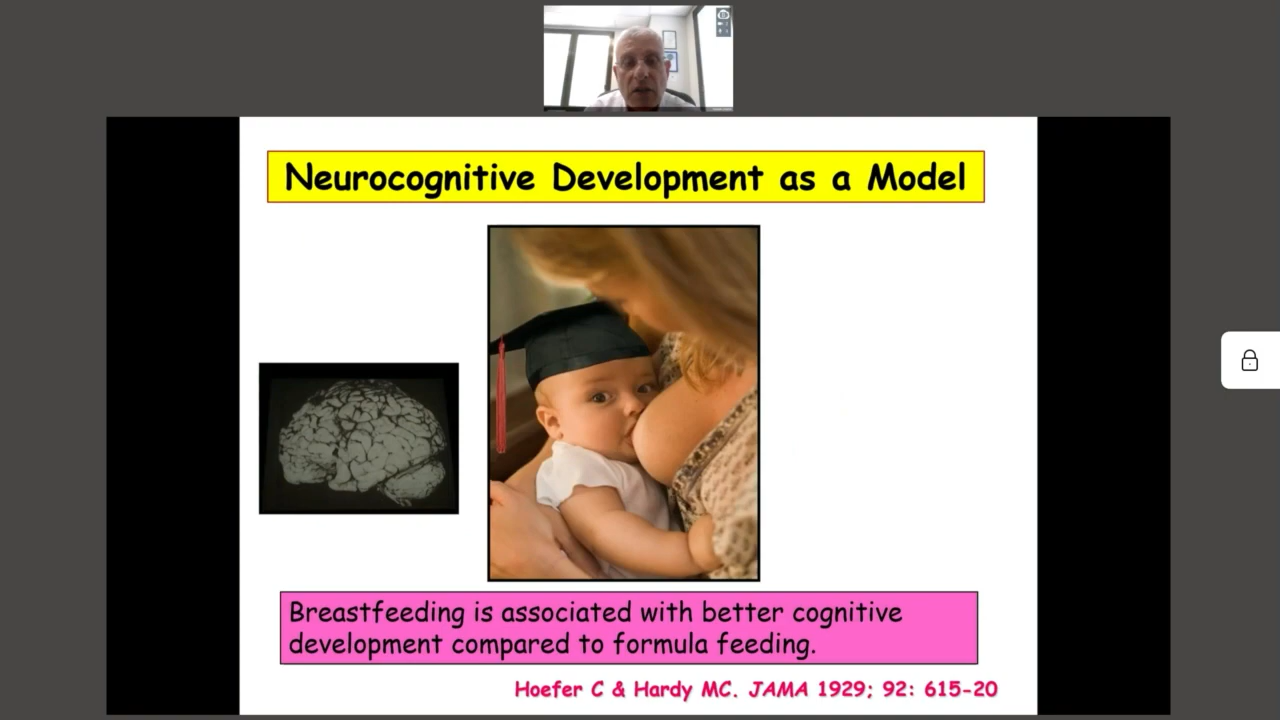 Neurocognitive Development as a Model
Breastfeeding is associated with better cognitive
development compared to formula feeding.
Hoefer C & Hardy MC. JAMA 1929; 92: 615-20